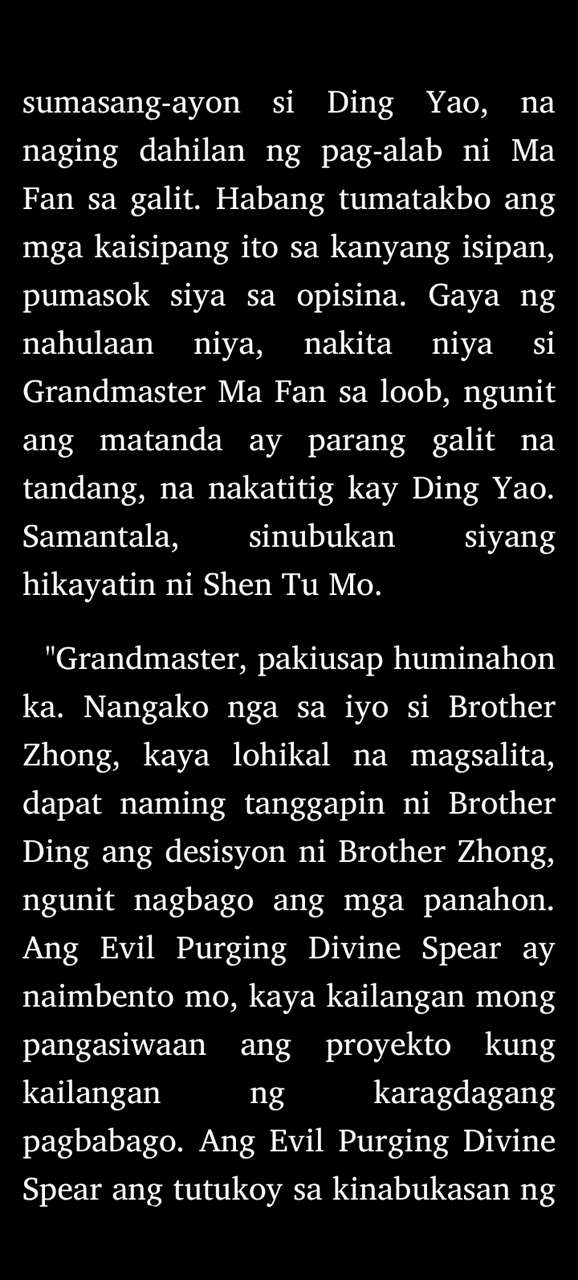 sumasang-ayon si Ding Yao, na
naging dahilan ng pag-alab ni Ma
Fan sa galit. Habang tumatakbo ang
mga kaisipang ito sa kanyang isipan,
pumasok siya sa opisina. Gaya ng
nahulaan niya, nakita niya si
Grandmaster Ma Fan sa loob, ngunit
ang matanda ay parang galit na
tandang, na nakatitig kay Ding Yao.
Samantala, sinubukan siyang
hikayatin ni Shen Tu Mo.
"Grandmaster, pakiusap huminahon
ka. Nangako nga sa iyo si Brother
Zhong, kaya lohikal na magsalita,
dapat naming tanggapin ni Brother
Ding ang desisyon ni Brother Zhong,
ngunit nagbago ang mga panahon.
Ang Evil Purging Divine Spear ay
naimbento mo, kaya kailangan mong
pangasiwaan ang proyekto kung
kailangan ng karagdagang
pagbabago. Ang Evil Purging Divine
Spear ang tutukoy sa kinabukasan ng